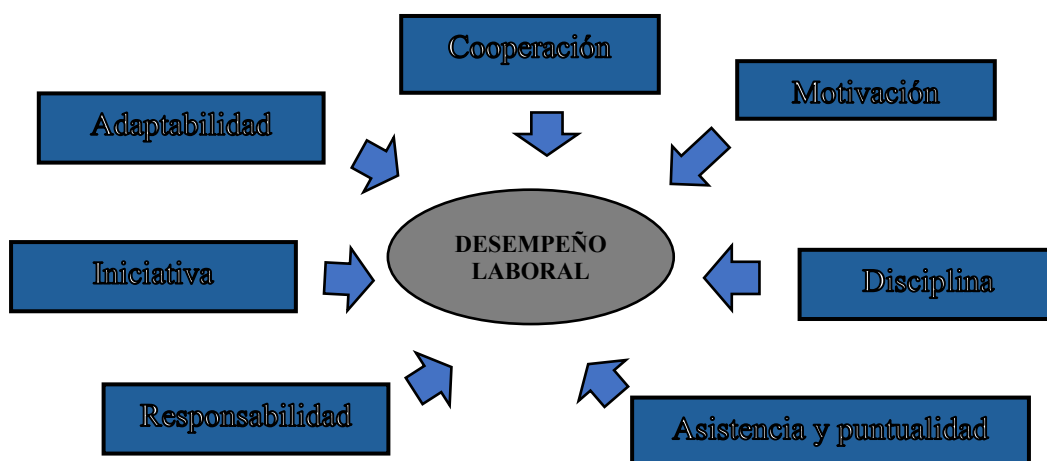 Cooperación
Motivación
Adaptabilidad
DESEMPEÑO
LABORAL
Iniciativa
Disciplina
Responsabilidad
Asistencia y puntualidad